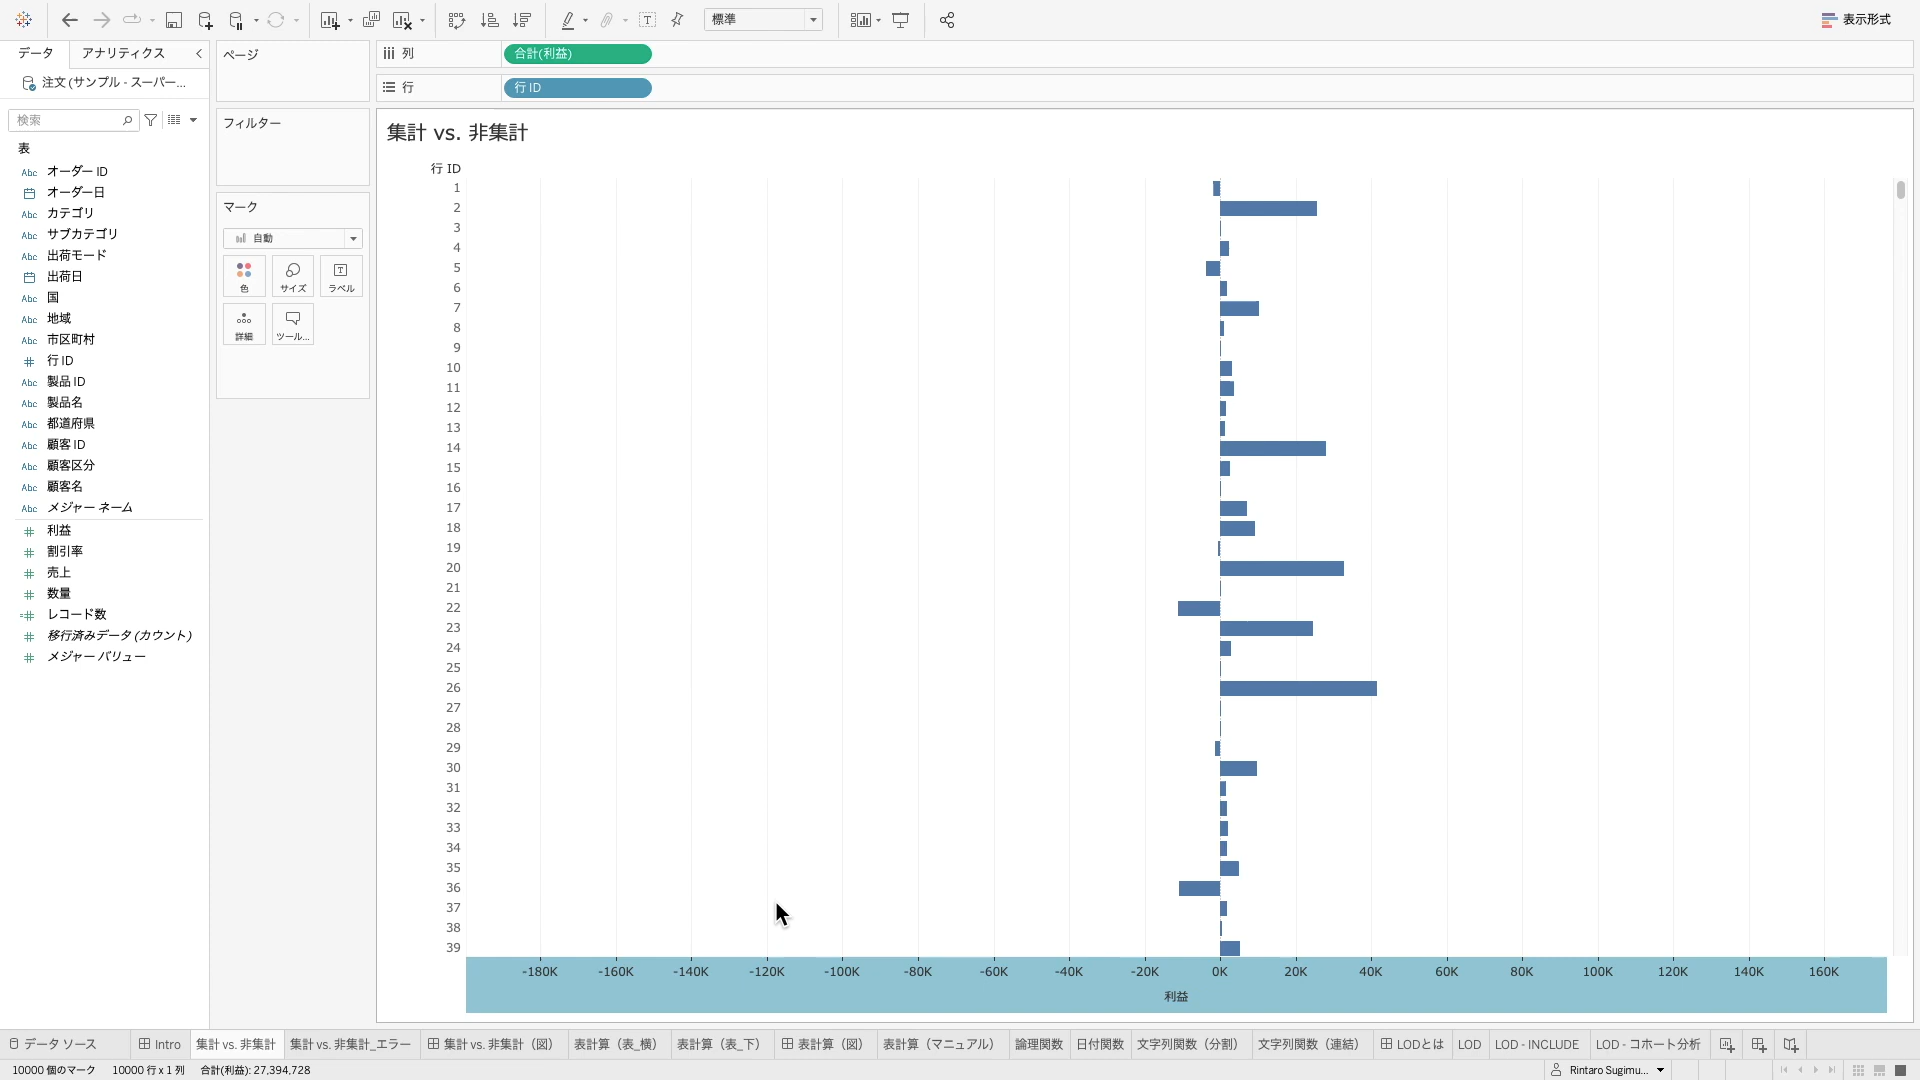 標準
表示形式
データ
アナリティクス
ページ
列
合計(利益)
注文 (サンプル - スーパー...
行
行 ID
検索
フィルター
集計 vs. 非集計
表
行 ID
Abc オーダー ID
オーダー日
Abc カテゴリ
Abc サブカテゴリ
Abc 出荷モード
出荷日
Abc 国
Abc 地域
Abc 市区町村
行 ID
Abc 製品 ID
Abc 製品名
Abc 都道府県
Abc 顧客 ID
Abc 顧客区分
Abc 顧客名
Abc メジャー ネーム
利益
割引率
売上
数量
レコード数
移行済みデータ (カウント)
メジャー バリュー
マーク
自動
色
サイズ
ラベル
詳細
ツール...
1
2
3
4
5
6
7
8
9
10
11
12
13
14
15
16
17
18
19
20
21
22
23
24
25
26
27
28
29
30
31
32
33
34
35
36
37
38
39
-180K -160K -140K -120K -100K -80K -60K -40K -20K 0K 20K 40K 60K 80K 100K 120K 140K 160K
利益
データ ソース Intro 集計 vs. 非集計 集計 vs. 非集計_エラー 集計 vs. 非集計（図） 表計算（表_横） 表計算（表_下） 表計算（図） 表計算（マニュアル） 論理関数 日付関数 文字列関数（分割） 文字列関数（連結） LODとは LOD LOD - INCLUDE LOD - コホート分析
10000 個のマーク 10000 行 x 1 列 合計(利益): 27,394,728 Rintaro Sugimu...